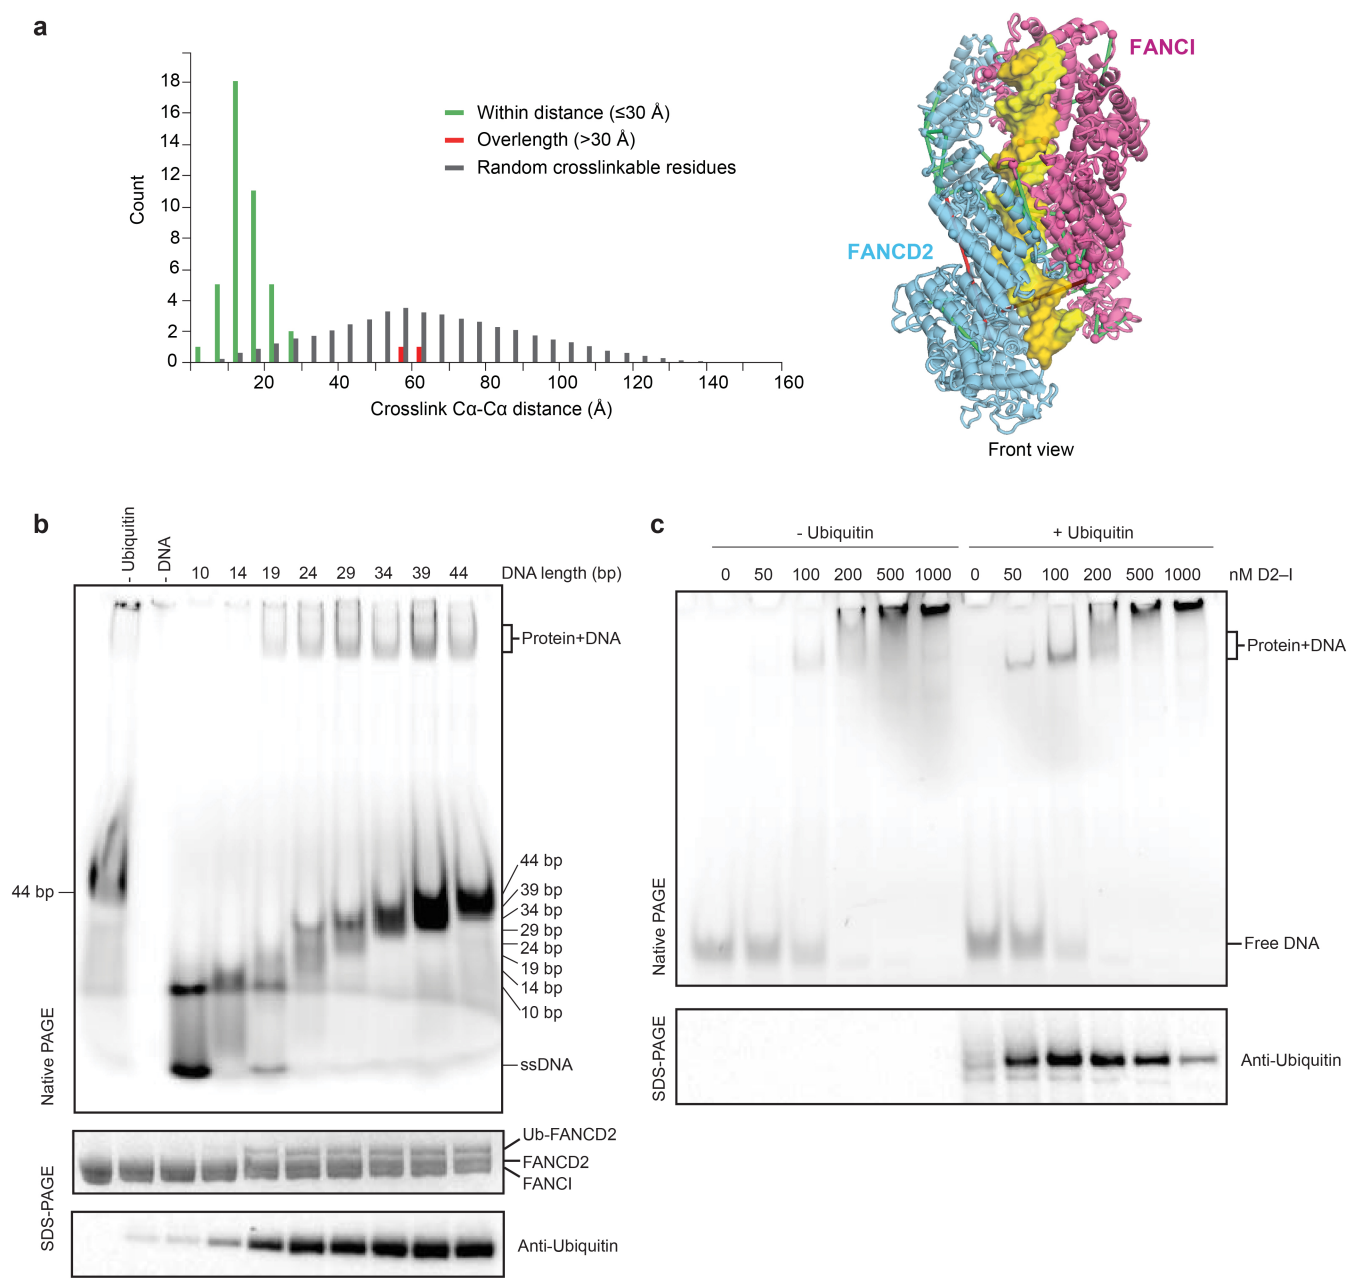 a
18
16
14
12
10
8
6
4
2
0
Count
20
40
60
80
100
120
140
160
Crosslink Cα-Cα distance (Å)
Within distance (≤30 Å)
Overlength (>30 Å)
Random crosslinkable residues
FANCI
FANCD2
Front view
b
- Ubiquitin
- DNA
10 14 19 24 29 34 39 44 DNA length (bp)
Protein+DNA
44 bp
44 bp
39 bp
34 bp
29 bp
24 bp
19 bp
14 bp
10 bp
ssDNA
Native PAGE
Ub-FANCD2
FANCD2
FANCI
SDS-PAGE
Anti-Ubiquitin
c
- Ubiquitin + Ubiquitin
0 50 100 200 500 1000 0 50 100 200 500 1000 nM D2–I
Protein+DNA
Free DNA
Native PAGE
SDS-PAGE
Anti-Ubiquitin